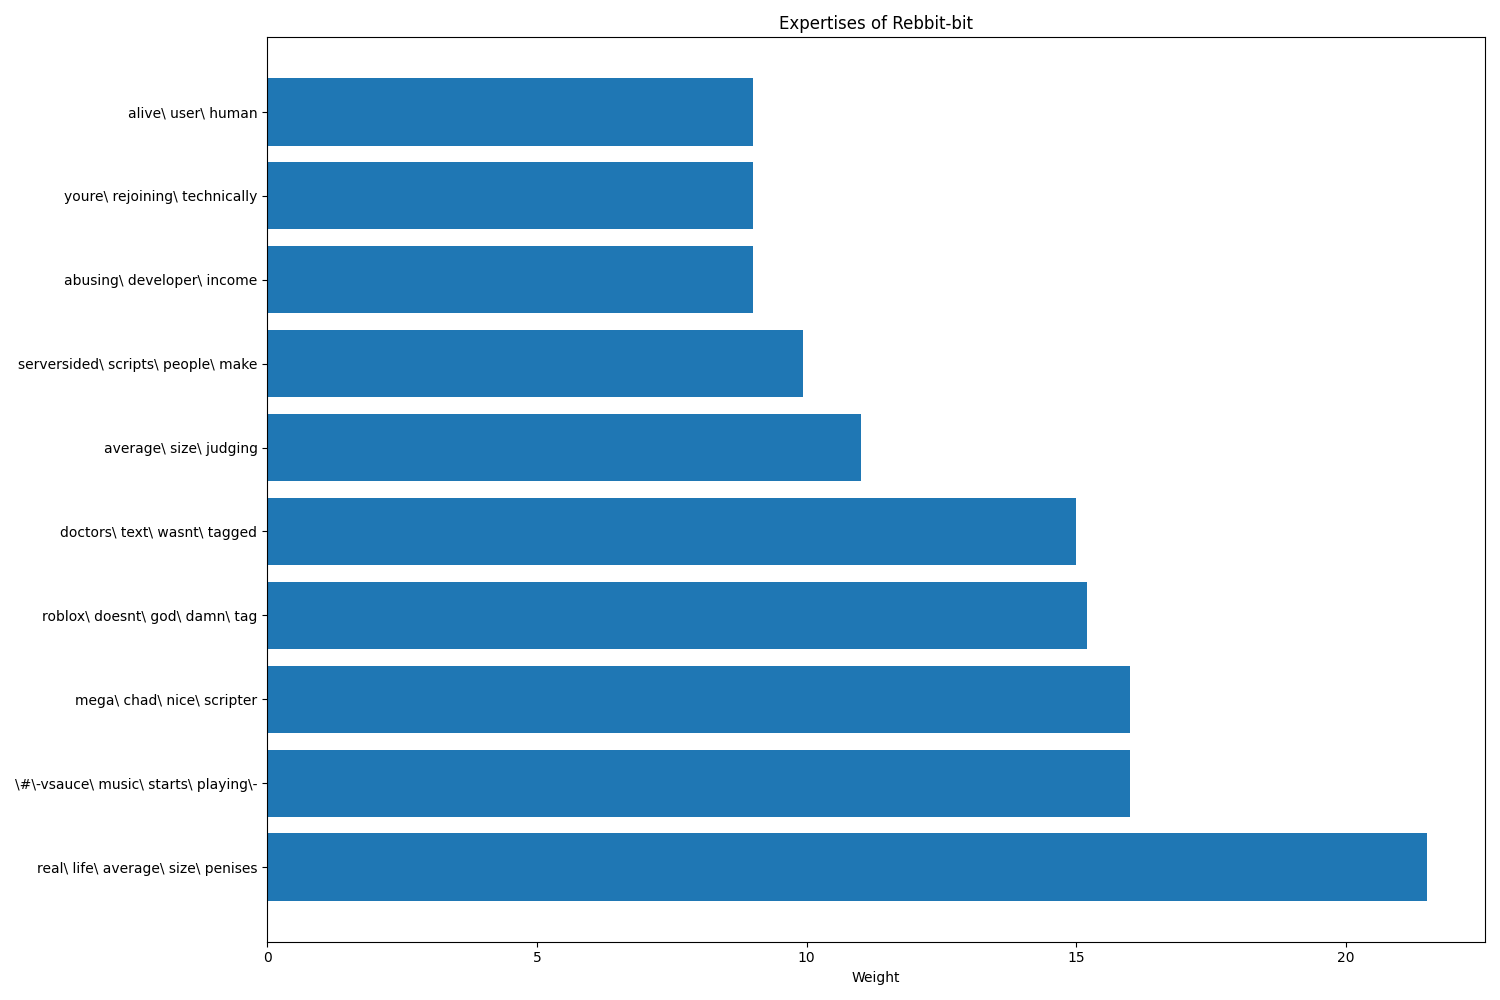 Expertises of Rebbit-bit
alive\ user\ human
youre\ rejoining\ technically
abusing\ developer\ income
serversided\ scripts\ people\ make
average\ size\ judging
doctors\ text\ wasnt\ tagged
roblox\ doesnt\ god\ damn\ tag
mega\ chad\ nice\ scripter
\#\-vsauce\ music\ starts\ playing\-
real\ life\ average\ size\ penises
0 5 10 15 20
Weight